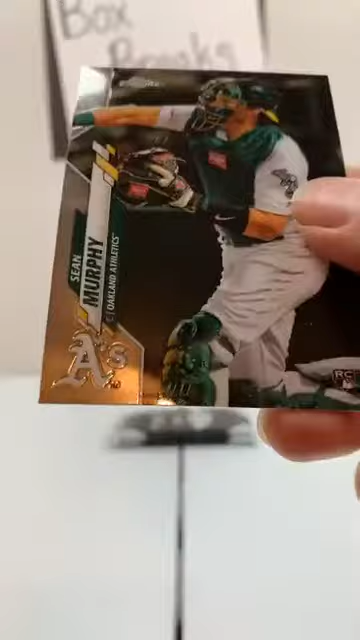 Box
Breaks
SEAN
MURPHY
C | OAKLAND ATHLETICS
A's
RC